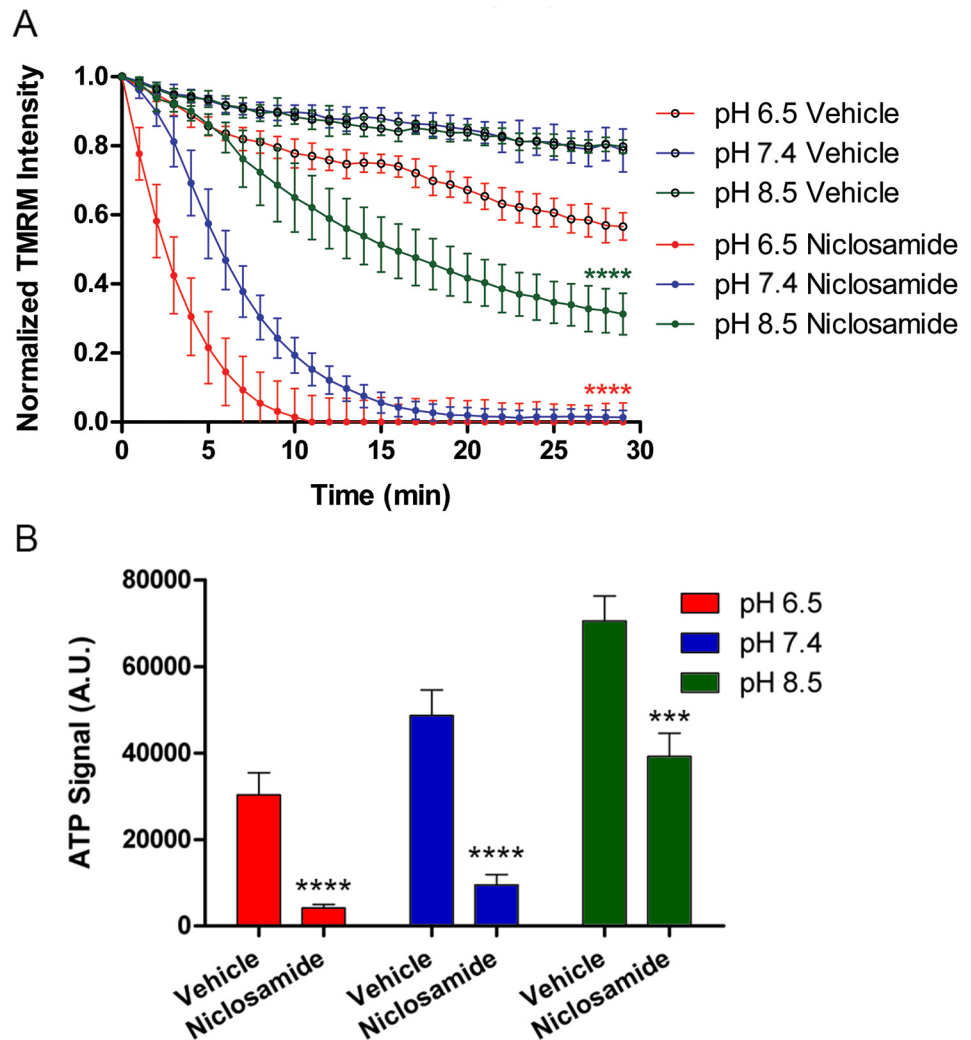 A
Normalized TMRM Intensity
1.0
0.8
0.6
0.4
0.2
0.0
0 5 10 15 20 25 30
Time (min)
****
****
pH 6.5 Vehicle
pH 7.4 Vehicle
pH 8.5 Vehicle
pH 6.5 Niclosamide
pH 7.4 Niclosamide
pH 8.5 Niclosamide
B
ATP Signal (A.U.)
80000
60000
40000
20000
0
****
****
***
pH 6.5
pH 7.4
pH 8.5
Vehicle
Niclosamide
Vehicle
Niclosamide
Vehicle
Niclosamide